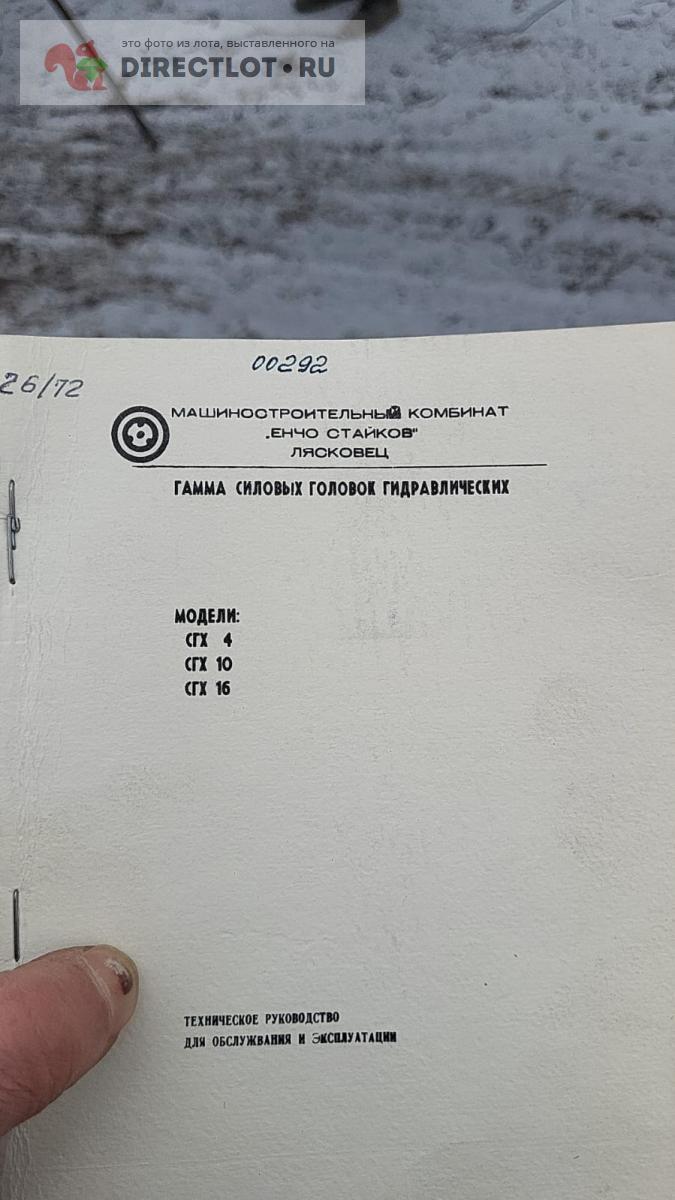 это фото из лота, выставленного на
DIRECTLOT.RU
00292
26/72
МАШИНОСТРОИТЕЛЬНЫЙ КОМБИНАТ
„ЕНЧО СТАЙКОВ"
ЛЯСКОВЕЦ
ГАММА СИЛОВЫХ ГОЛОВОК ГИДРАВЛИЧЕСКИХ
МОДЕЛИ:
СГХ 4
СГХ 10
СГХ 16
ТЕХНИЧЕСКОЕ РУКОВОДСТВО
ДЛЯ ОБСЛУЖВАНИЯ И ЭКСПЛУАТАЦИИ